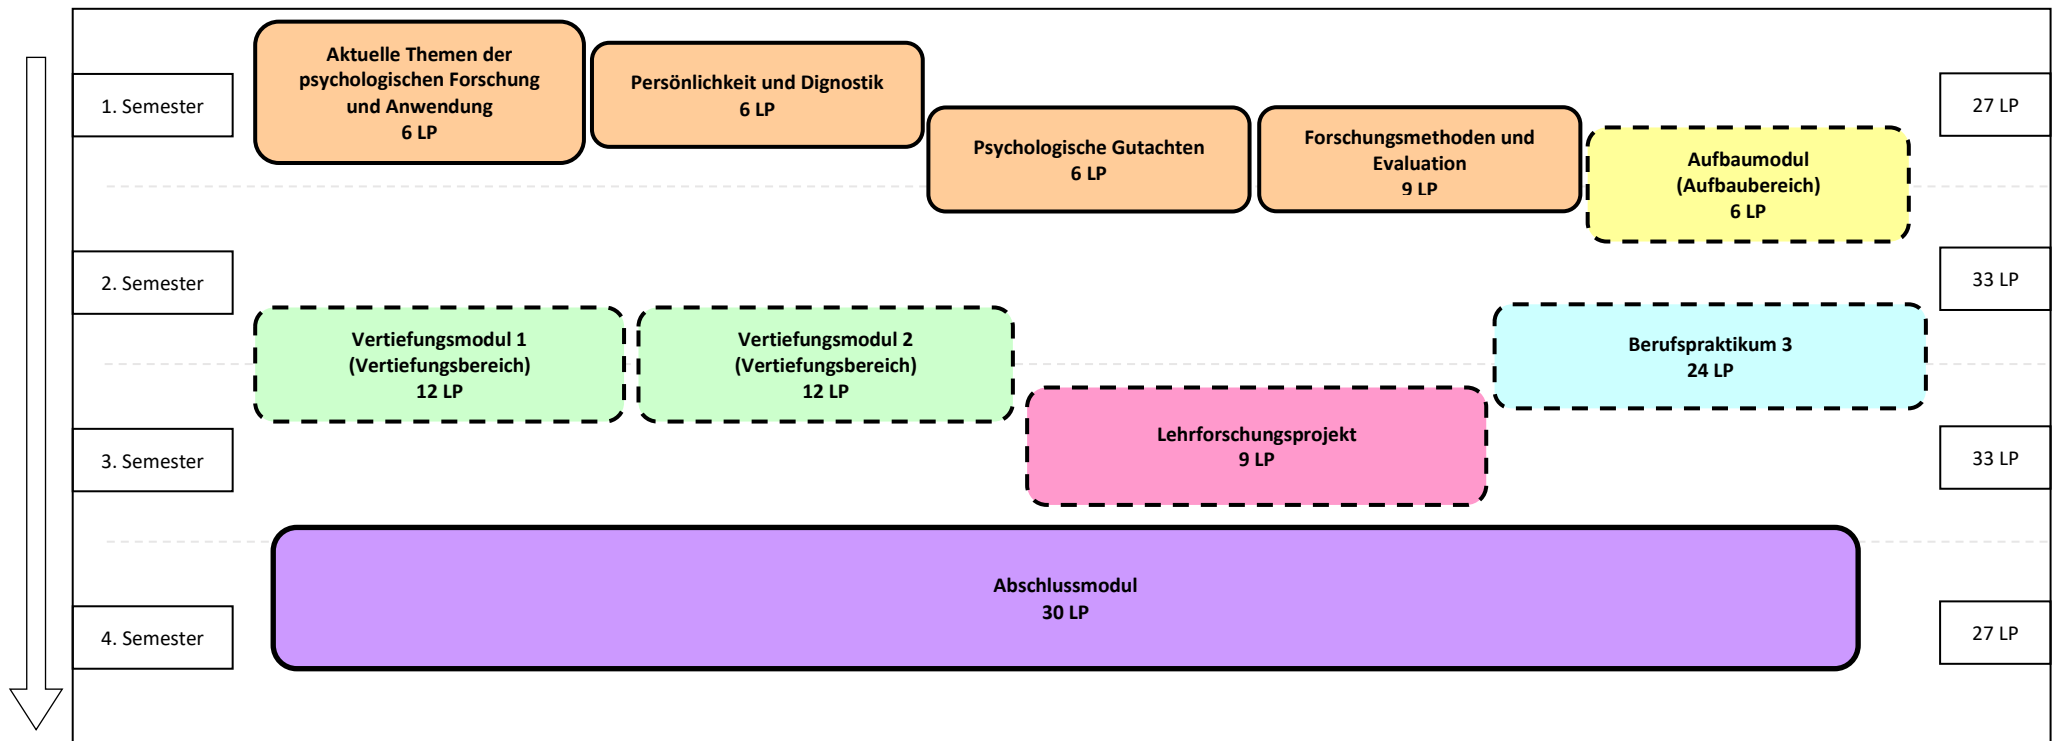 Aktuelle Themen der
psychologischen Forschung
und Anwendung
6 LP
Persönlichkeit und Dignostik
6 LP
1. Semester
27 LP
Psychologische Gutachten
6 LP
Forschungsmethoden und
Evaluation
9 LP
Aufbaumodul
(Aufbaubereich)
6 LP
2. Semester
33 LP
Vertiefungsmodul 1
(Vertiefungsbereich)
12 LP
Vertiefungsmodul 2
(Vertiefungsbereich)
12 LP
Berufspraktikum 3
24 LP
Lehrforschungsprojekt
9 LP
3. Semester
33 LP
Abschlussmodul
30 LP
4. Semester
27 LP